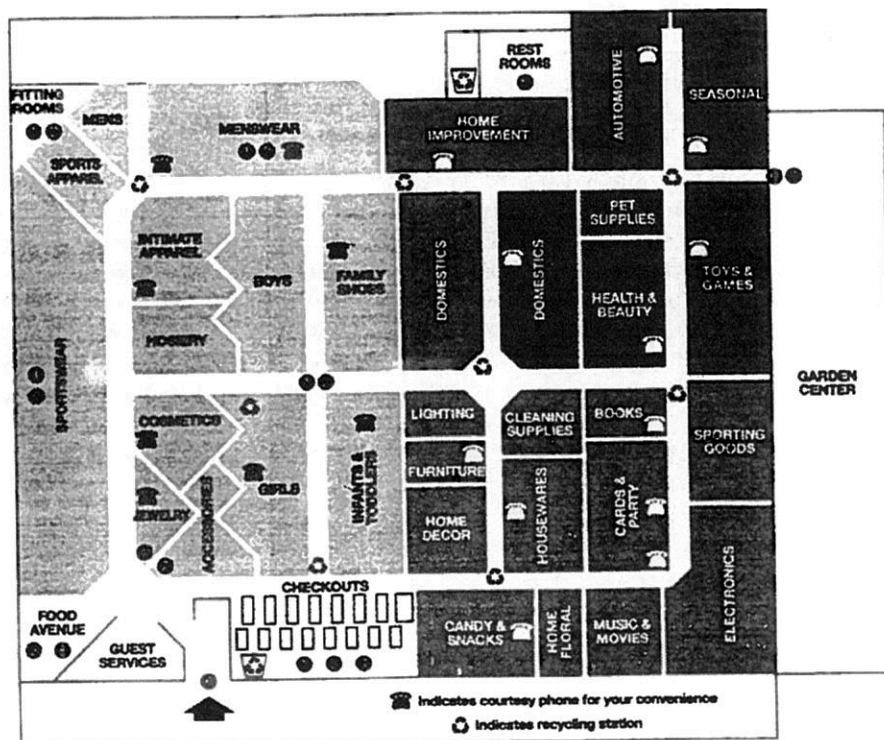 REST
ROOMS
AUTOMOTIVE
SEASONAL
FITTING
ROOMS
MENS
MENSWEAR
HOME
IMPROVEMENT
SPORTS
APPAREL
INTIMATE
APPAREL
BOYS
FAMILY
SHOES
DOMESTICS
DOMESTICS
PET
SUPPLIES
HEALTH &
BEAUTY
TOYS &
GAMES
HOSIERY
SPORTSWEAR
GARDEN
CENTER
COSMETICS
LIGHTING
CLEANING
SUPPLIES
BOOKS
SPORTING
GOODS
JEWELRY
ACCESSORIES
GIRLS
INFANTS &
TODDLERS
FURNITURE
HOME
DECOR
HOUSEWARES
CARDS &
PARTY
ELECTRONICS
CHECKOUTS
FOOD
AVENUE
GUEST
SERVICES
CANDY &
SNACKS
HOME
FLORAL
MUSIC &
MOVIES
Indicates courtesy phone for your convenience
Indicates recycling station